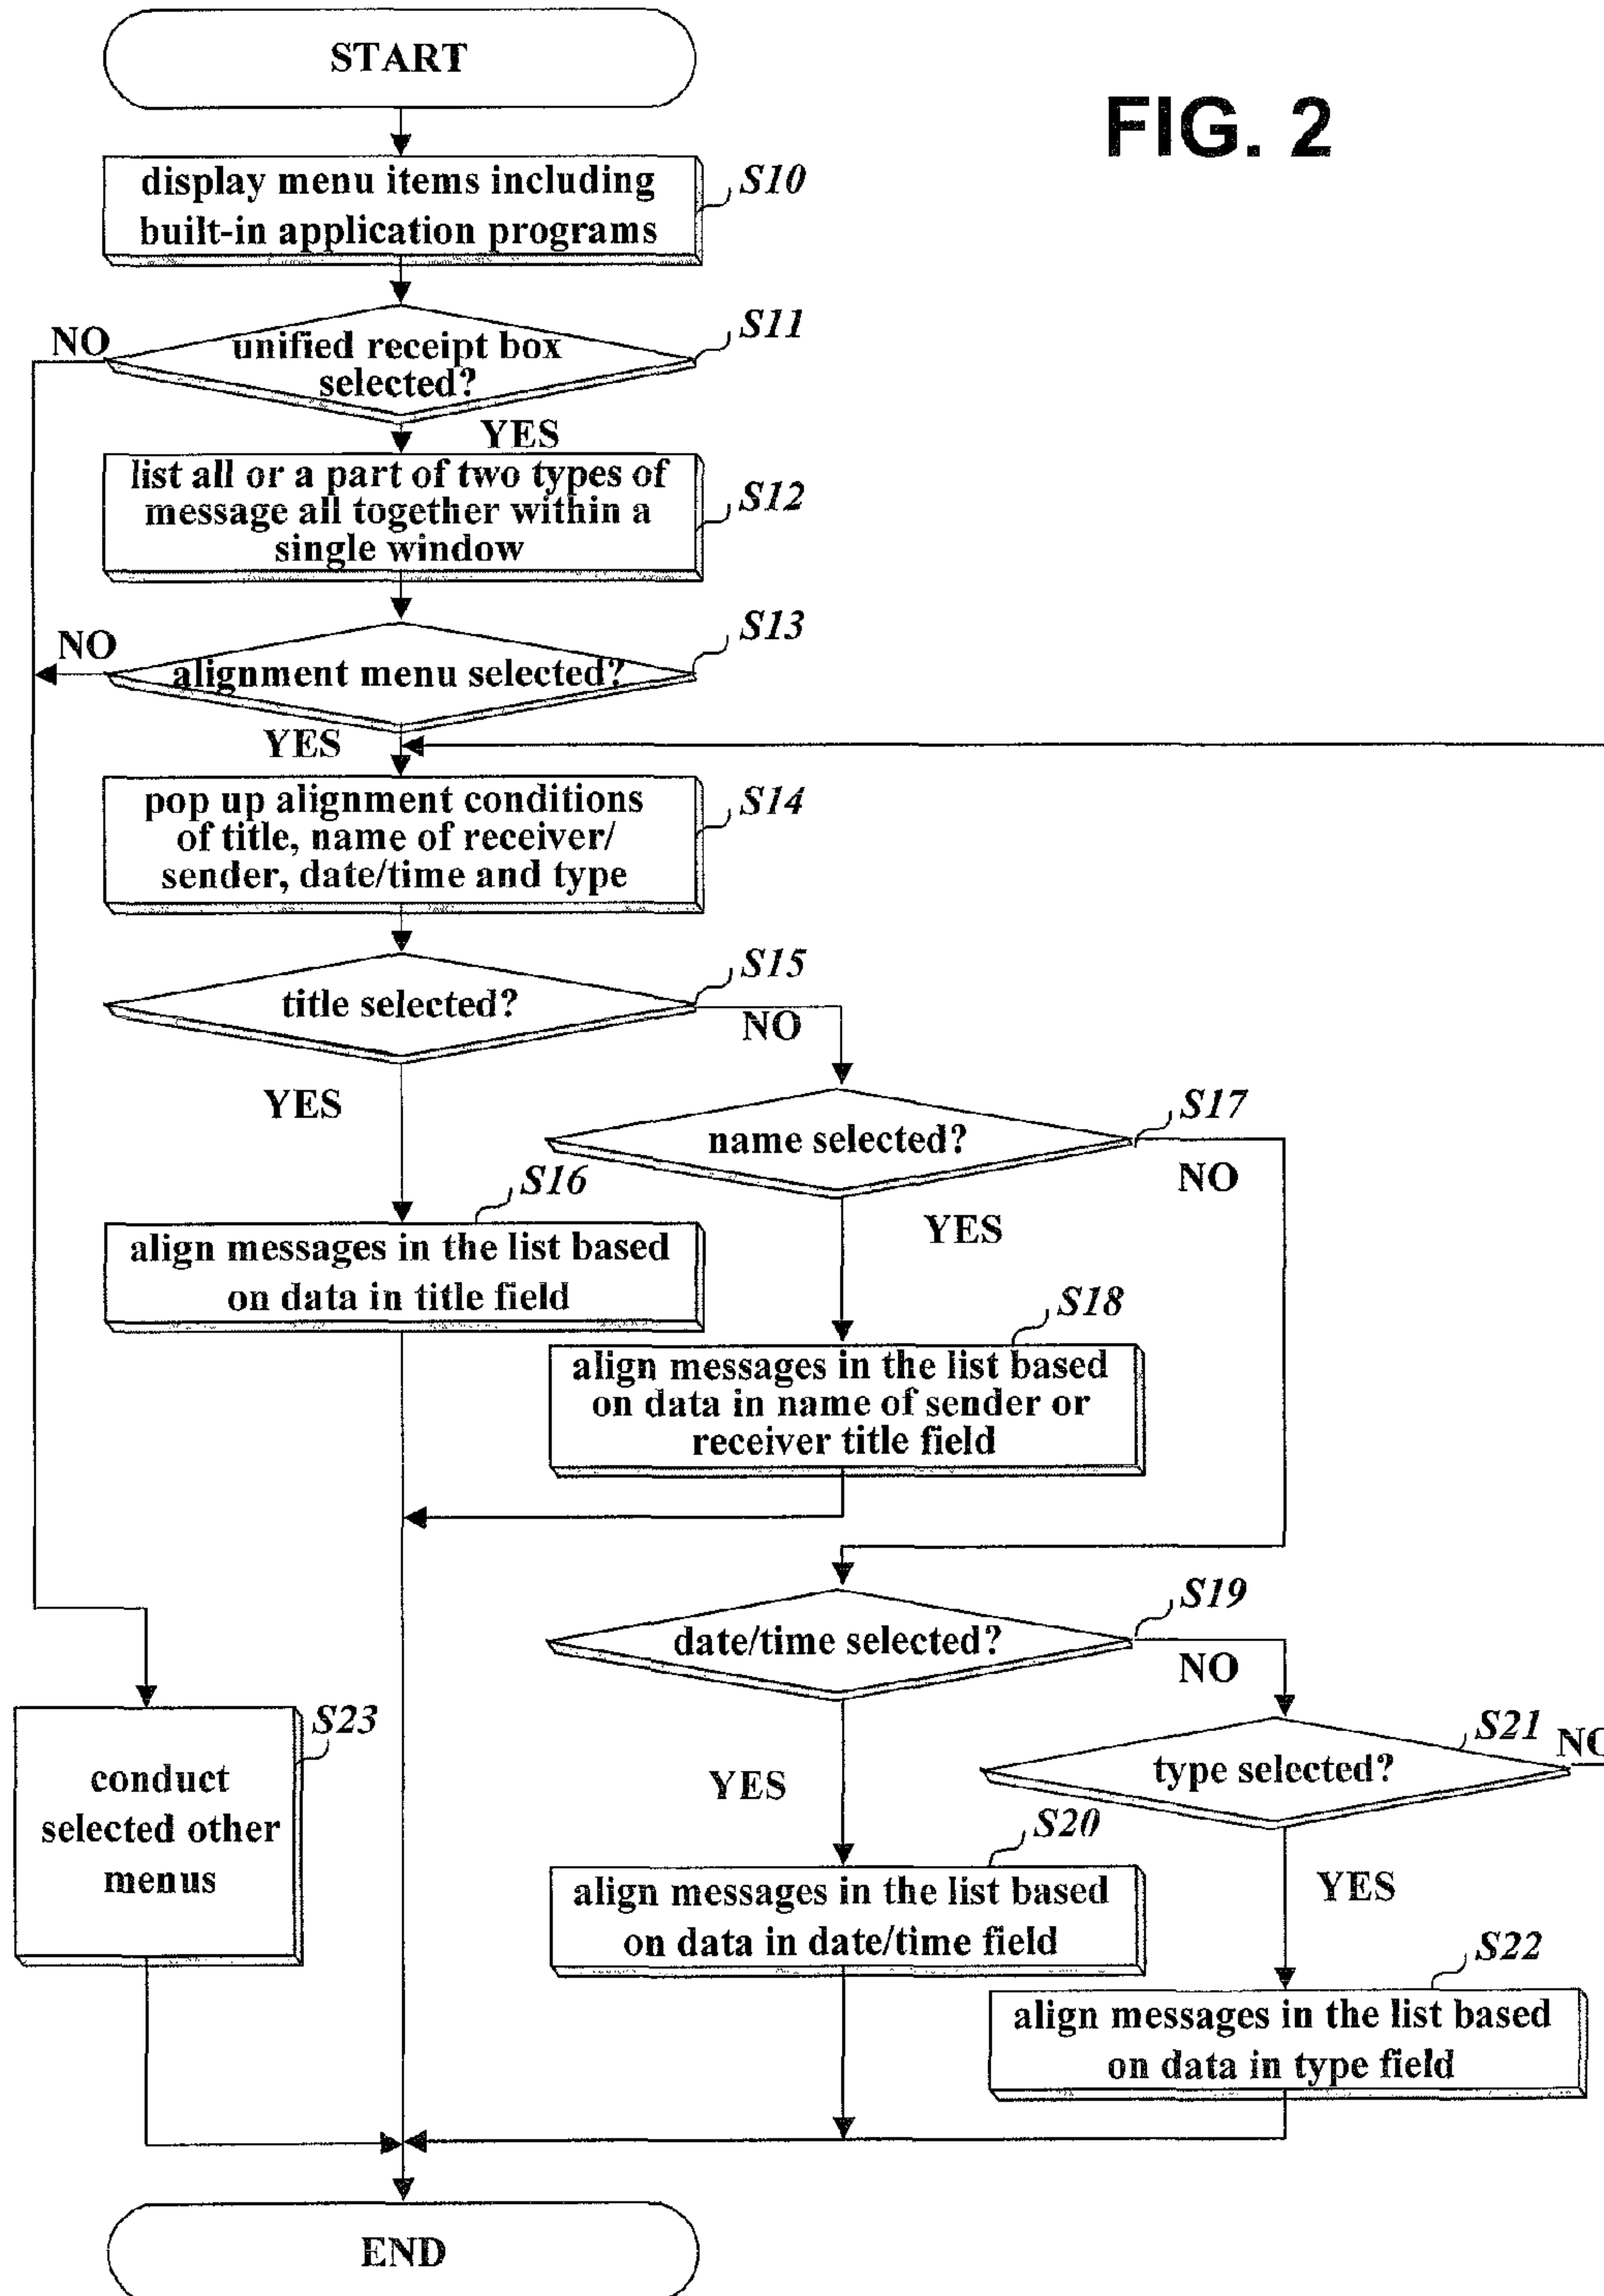 START
FIG. 2
display menu items including
built-in application programs
S10
NO
unified receipt box
selected?
S11
YES
list all or a part of two types of
message all together within a
single window
S12
NO
alignment menu selected?
S13
YES
pop up alignment conditions
of title, name of receiver/
sender, date/time and type
S14
title selected?
S15
NO
YES
name selected?
S17
NO
S16
YES
align messages in the list based
on data in title field
S18
align messages in the list based
on data in name of sender or
receiver title field
date/time selected?
S19
NO
S23
conduct
selected other
menus
type selected?
S21
NO
YES
S20
align messages in the list based
on data in date/time field
YES
S22
align messages in the list based
on data in type field
END